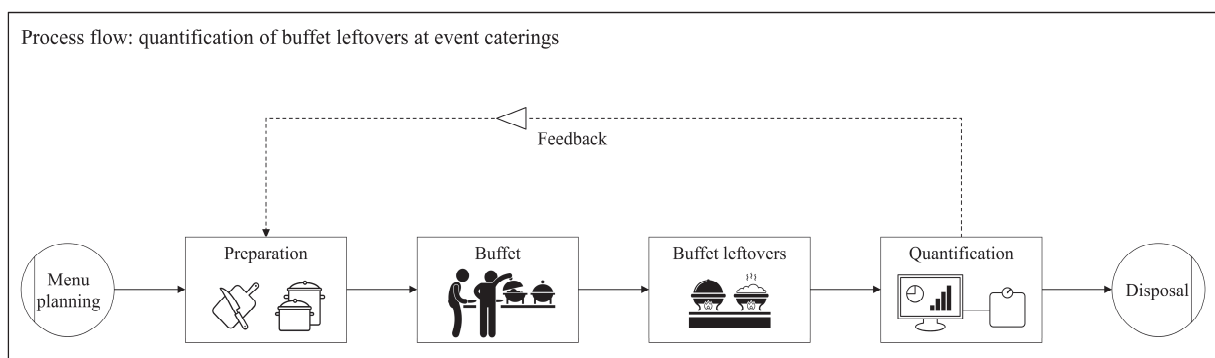 Process flow: quantification of buffet leftovers at event caterings
Feedback
Preparation
Buffet
Buffet leftovers
Quantification
Menu
planning
Disposal